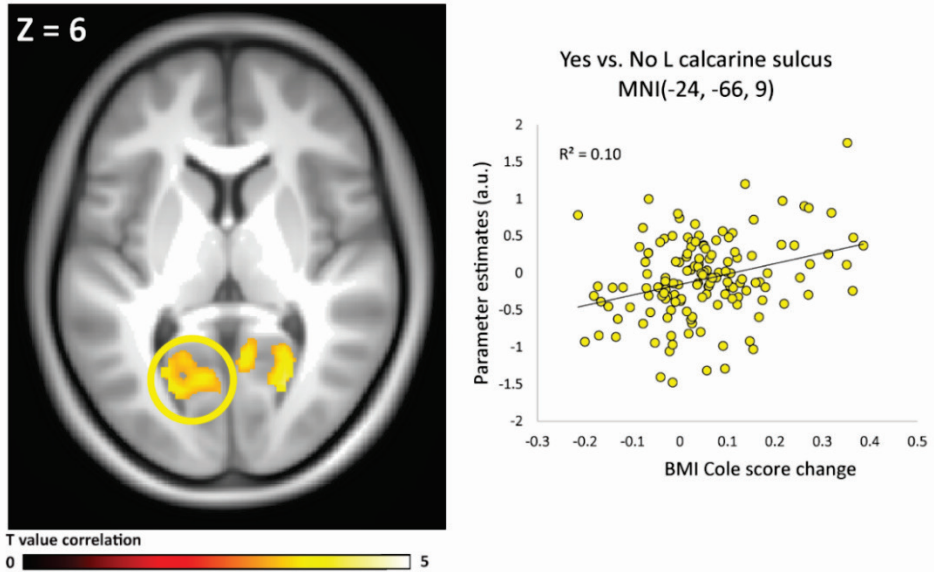 Z = 6
T value correlation
0
5
Yes vs. No L calcarine sulcus
MNI(-24, -66, 9)
R² = 0.10
Parameter estimates (a.u.)
2
1.5
1
0.5
0
-0.5
-1
-1.5
-2
-0.3 -0.2 -0.1 0 0.1 0.2 0.3 0.4 0.5
BMI Cole score change